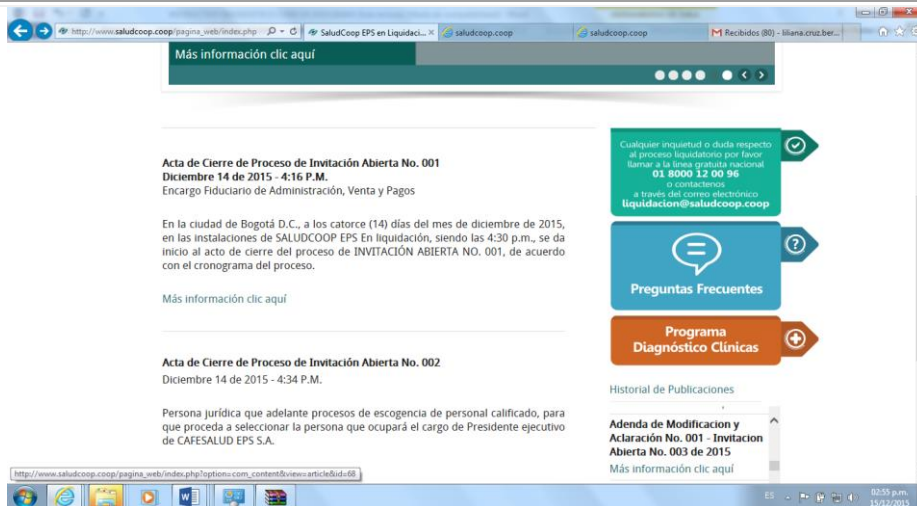 http://www.saludcoop.coop/pagina_web/index.php
SaludCoop EPS en Liquidaci...
saludcoop.coop
saludcoop.coop
Recibidos (80) - liliana.cruz.ber...
Más información clic aquí
Acta de Cierre de Proceso de Invitación Abierta No. 001
Diciembre 14 de 2015 - 4:16 P.M.
Encargo Fiduciario de Administración, Venta y Pagos
En la ciudad de Bogotá D.C., a los catorce (14) días del mes de diciembre de 2015,
en las instalaciones de SALUDCOOP EPS En liquidación, siendo las 4:30 p.m., se da
inicio al acto de cierre del proceso de INVITACIÓN ABIERTA NO. 001, de acuerdo
con el cronograma del proceso.
Más información clic aquí
Acta de Cierre de Proceso de Invitación Abierta No. 002
Diciembre 14 de 2015 - 4:34 P.M.
Persona jurídica que adelante procesos de escogencia de personal calificado, para
que proceda a seleccionar la persona que ocupará el cargo de Presidente ejecutivo
de CAFESALUD EPS S.A.
Cualquier inquietud o duda respecto
al proceso liquidatorio por favor
llamar a la linea gratuita nacional
01 8000 12 00 96
o contactenos
a través del correo electrónico
liquidacion@saludcoop.coop
Preguntas Frecuentes
Programa
Diagnóstico Clínicas
Historial de Publicaciones
Adenda de Modificacion y
Aclaración No. 001 - Invitacion
Abierta No. 003 de 2015
Más información clic aquí
http://www.saludcoop.coop/pagina_web/index.php?option=com_content&view=article&id=68
ES
02:55 p.m.
15/12/2015